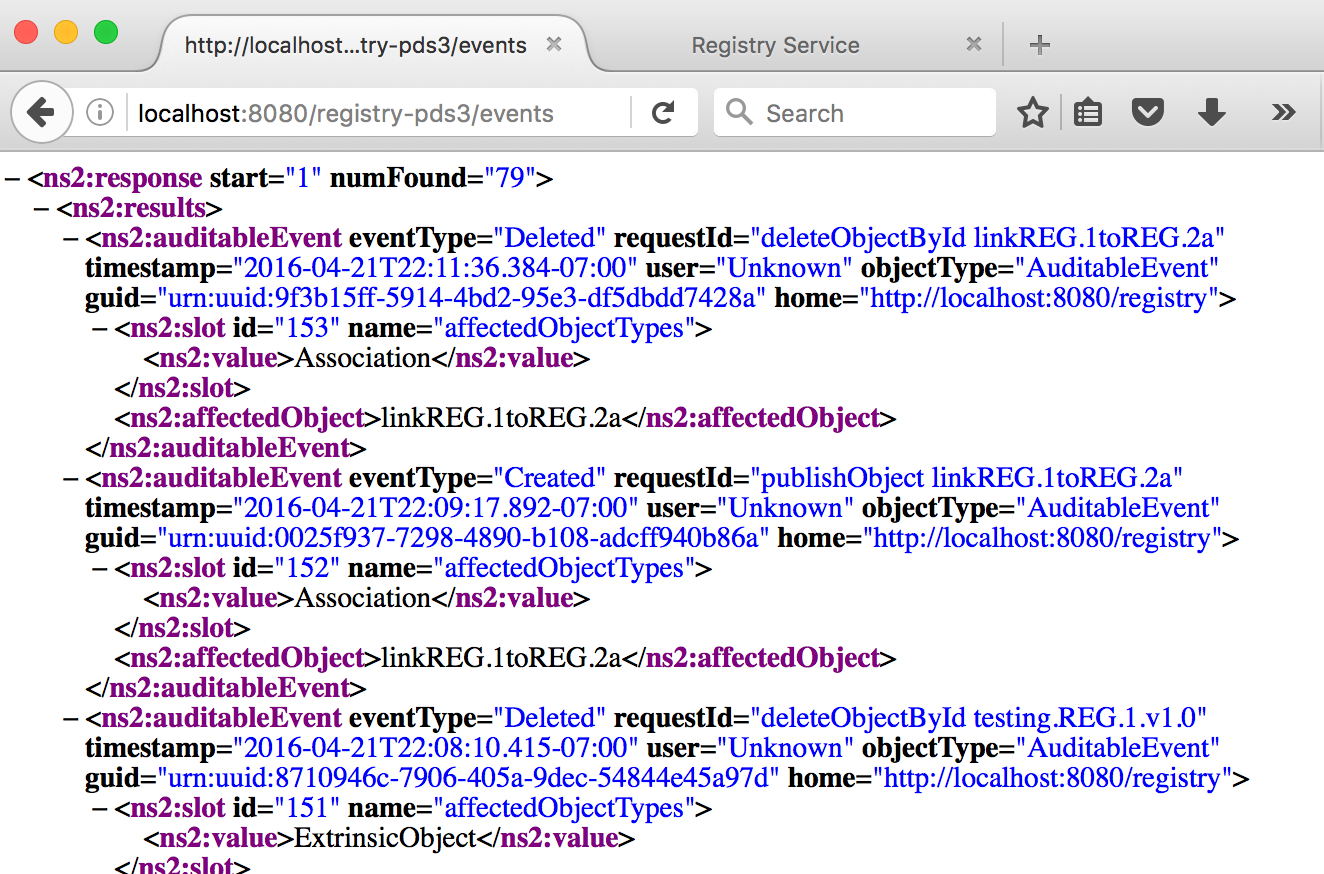 http://localhost...try-pds3/events
Registry Service
localhost:8080/registry-pds3/events
Search
– <ns2:response start="1" numFound="79">
– <ns2:results>
– <ns2:auditableEvent eventType="Deleted" requestId="deleteObjectById linkREG.1toREG.2a"
timestamp="2016-04-21T22:11:36.384-07:00" user="Unknown" objectType="AuditableEvent"
guid="urn:uuid:9f3b15ff-5914-4bd2-95e3-df5dbdd7428a" home="http://localhost:8080/registry">
– <ns2:slot id="153" name="affectedObjectTypes">
<ns2:value>Association</ns2:value>
</ns2:slot>
<ns2:affectedObject>linkREG.1toREG.2a</ns2:affectedObject>
</ns2:auditableEvent>
– <ns2:auditableEvent eventType="Created" requestId="publishObject linkREG.1toREG.2a"
timestamp="2016-04-21T22:09:17.892-07:00" user="Unknown" objectType="AuditableEvent"
guid="urn:uuid:0025f937-7298-4890-b108-adcff940b86a" home="http://localhost:8080/registry">
– <ns2:slot id="152" name="affectedObjectTypes">
<ns2:value>Association</ns2:value>
</ns2:slot>
<ns2:affectedObject>linkREG.1toREG.2a</ns2:affectedObject>
</ns2:auditableEvent>
– <ns2:auditableEvent eventType="Deleted" requestId="deleteObjectById testing.REG.1.v1.0"
timestamp="2016-04-21T22:08:10.415-07:00" user="Unknown" objectType="AuditableEvent"
guid="urn:uuid:8710946c-7906-405a-9dec-54844e45a97d" home="http://localhost:8080/registry">
– <ns2:slot id="151" name="affectedObjectTypes">
<ns2:value>ExtrinsicObject</ns2:value>
</ns2:slot>